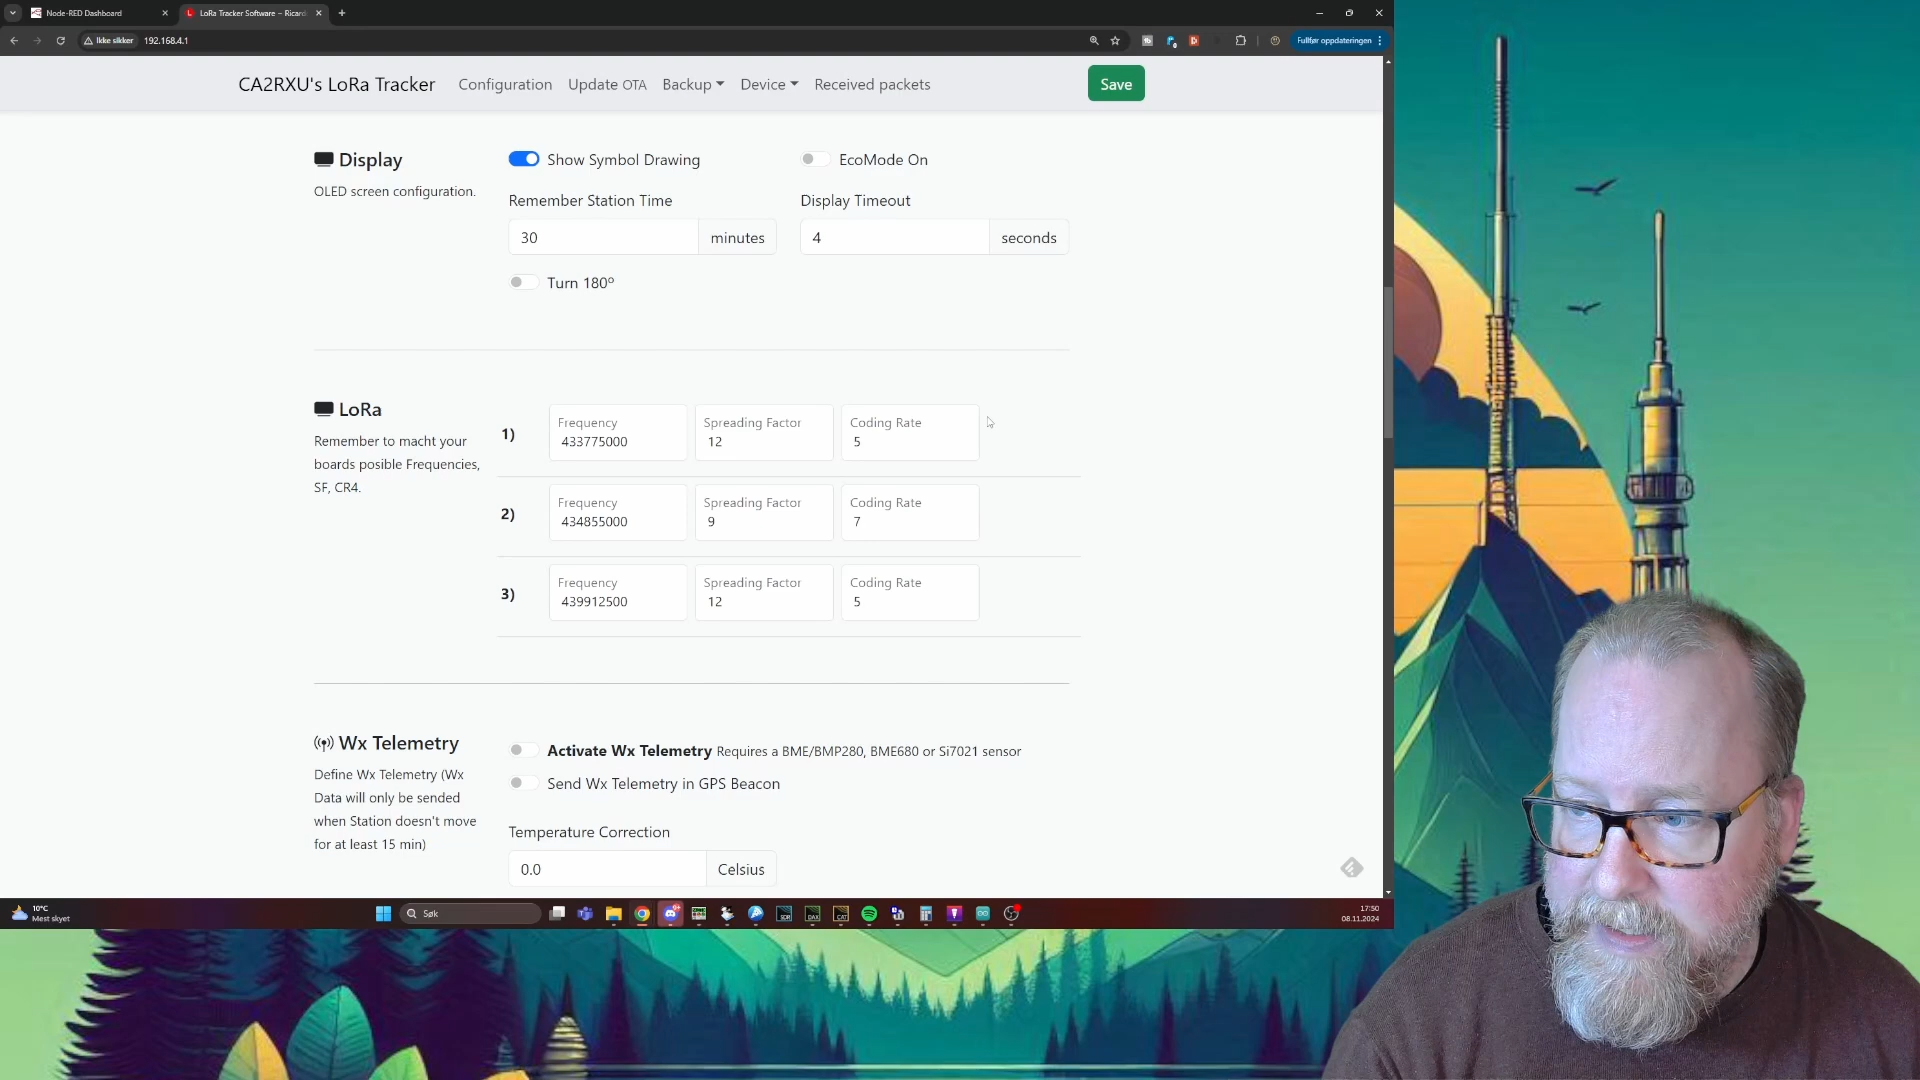 Node-RED Dashboard
LoRa Tracker Software – Ricard
Ikke sikker
192.168.4.1
Fullfør oppdateringen
CA2RXU's LoRa Tracker
Configuration
Update OTA
Backup
Device
Received packets
Save
Display
OLED screen configuration.
Show Symbol Drawing
EcoMode On
Remember Station Time
Display Timeout
30
minutes
4
seconds
Turn 180º
LoRa
Remember to macht your
boards posible Frequencies,
SF, CR4.
1)
Frequency
433775000
Spreading Factor
12
Coding Rate
5
2)
Frequency
434855000
Spreading Factor
9
Coding Rate
7
3)
Frequency
439912500
Spreading Factor
12
Coding Rate
5
Wx Telemetry
Define Wx Telemetry (Wx
Data will only be sended
when Station doesn't move
for at least 15 min)
Activate Wx Telemetry Requires a BME/BMP280, BME680 or Si7021 sensor
Send Wx Telemetry in GPS Beacon
Temperature Correction
0.0
Celsius
10°C
Mest skyet
Søk
SDR
DAX
CAT
17:50
08.11.2024